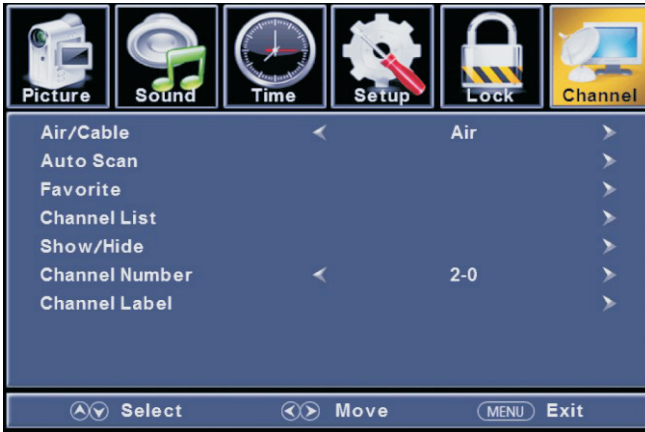 Picture Sound Time Setup Lock Channel
Air/Cable Air
Auto Scan
Favorite
Channel List
Show/Hide
Channel Number 2-0
Channel Label
Select Move MENU Exit